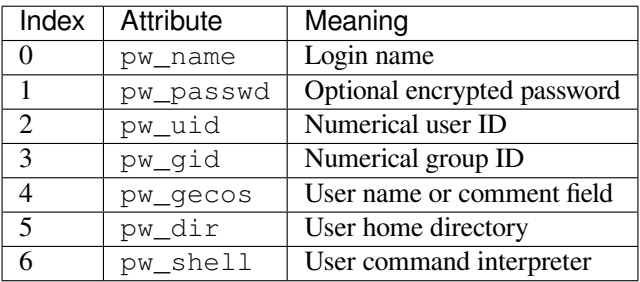 Index Attribute Meaning
0 pw_name Login name
1 pw_passwd Optional encrypted password
2 pw_uid Numerical user ID
3 pw_gid Numerical group ID
4 pw_gecos User name or comment field
5 pw_dir User home directory
6 pw_shell User command interpreter